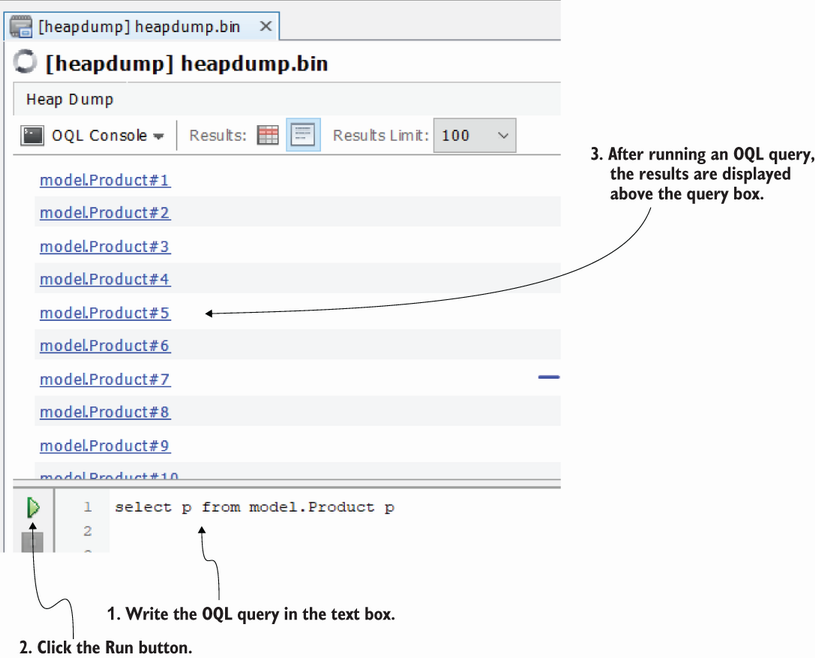 [heapdump] heapdump.bin
[heapdump] heapdump.bin
Heap Dump
OQL Console Results: Results Limit: 100
model.Product#1
model.Product#2
model.Product#3
model.Product#4
model.Product#5
model.Product#6
model.Product#7
model.Product#8
model.Product#9
model.Product#10
1 select p from model.Product p
2
3. After running an OQL query,
the results are displayed
above the query box.
1. Write the OQL query in the text box.
2. Click the Run button.